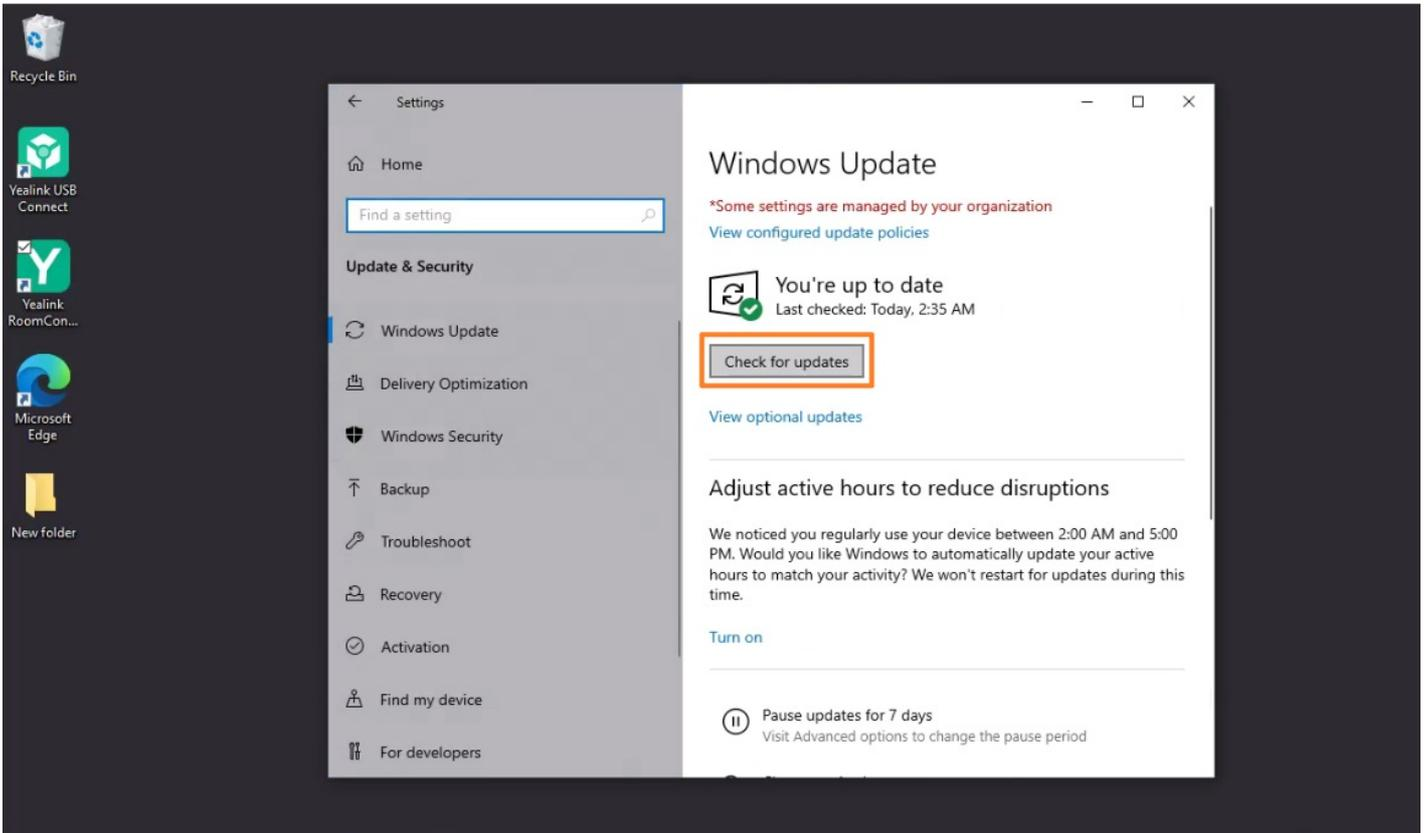 Recycle Bin
Yealink USB
Connect
Yealink
RoomCon...
Microsoft
Edge
New folder
Settings
Home
Find a setting
Update & Security
Windows Update
Delivery Optimization
Windows Security
Backup
Troubleshoot
Recovery
Activation
Find my device
For developers
Windows Update
*Some settings are managed by your organization
View configured update policies
You're up to date
Last checked: Today, 2:35 AM
Check for updates
View optional updates
Adjust active hours to reduce disruptions
We noticed you regularly use your device between 2:00 AM and 5:00
PM. Would you like Windows to automatically update your active
hours to match your activity? We won't restart for updates during this
time.
Turn on
Pause updates for 7 days
Visit Advanced options to change the pause period